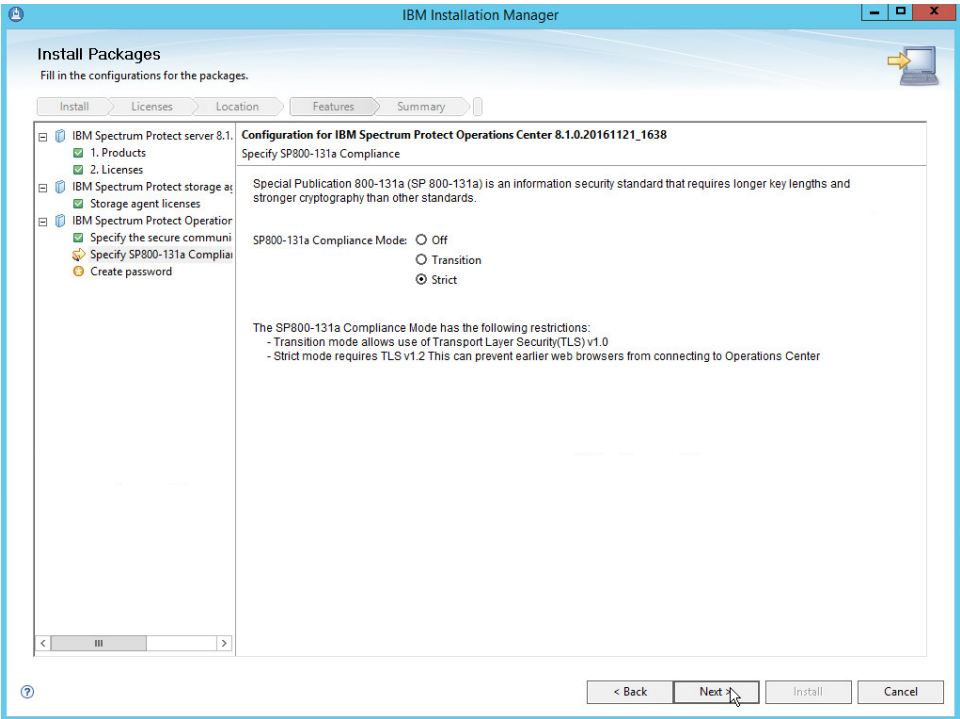 IBM Installation Manager
Install Packages
Fill in the configurations for the packages.
Install
Licenses
Location
Features
Summary
IBM Spectrum Protect server 8.1.
1. Products
2. Licenses
IBM Spectrum Protect storage ag
Storage agent licenses
IBM Spectrum Protect Operation
Specify the secure communi
Specify SP800-131a Complian
Create password
Configuration for IBM Spectrum Protect Operations Center 8.1.0.20161121_1638
Specify SP800-131a Compliance
Special Publication 800-131a (SP 800-131a) is an information security standard that requires longer key lengths and
stronger cryptography than other standards.
SP800-131a Compliance Mode:
Off
Transition
Strict
The SP800-131a Compliance Mode has the following restrictions:
- Transition mode allows use of Transport Layer Security(TLS) v1.0
- Strict mode requires TLS v1.2 This can prevent earlier web browsers from connecting to Operations Center
< Back
Next >
Install
Cancel